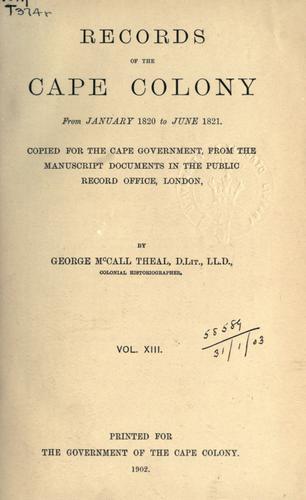 T374r
RECORDS
OF THE
CAPE COLONY
From JANUARY 1820 to JUNE 1821.
COPIED FOR THE CAPE GOVERNMENT, FROM THE
MANUSCRIPT DOCUMENTS IN THE PUBLIC
RECORD OFFICE, LONDON,
BY
GEORGE McCALL THEAL, D.LIT., LL.D.,
COLONIAL HISTORIOGRAPHER.
VOL. XIII.
58589
31/1/03
PRINTED FOR
THE GOVERNMENT OF THE CAPE COLONY.
1902.